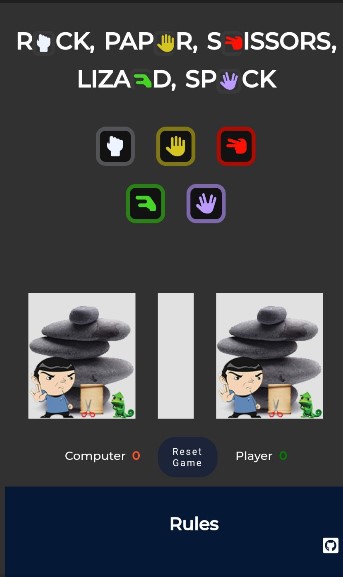 R✊CK, PAP✋R, S✌ISSORS,
LIZA🤏D, SP🖖CK
Computer 0
Reset
Game
Player 0
Rules